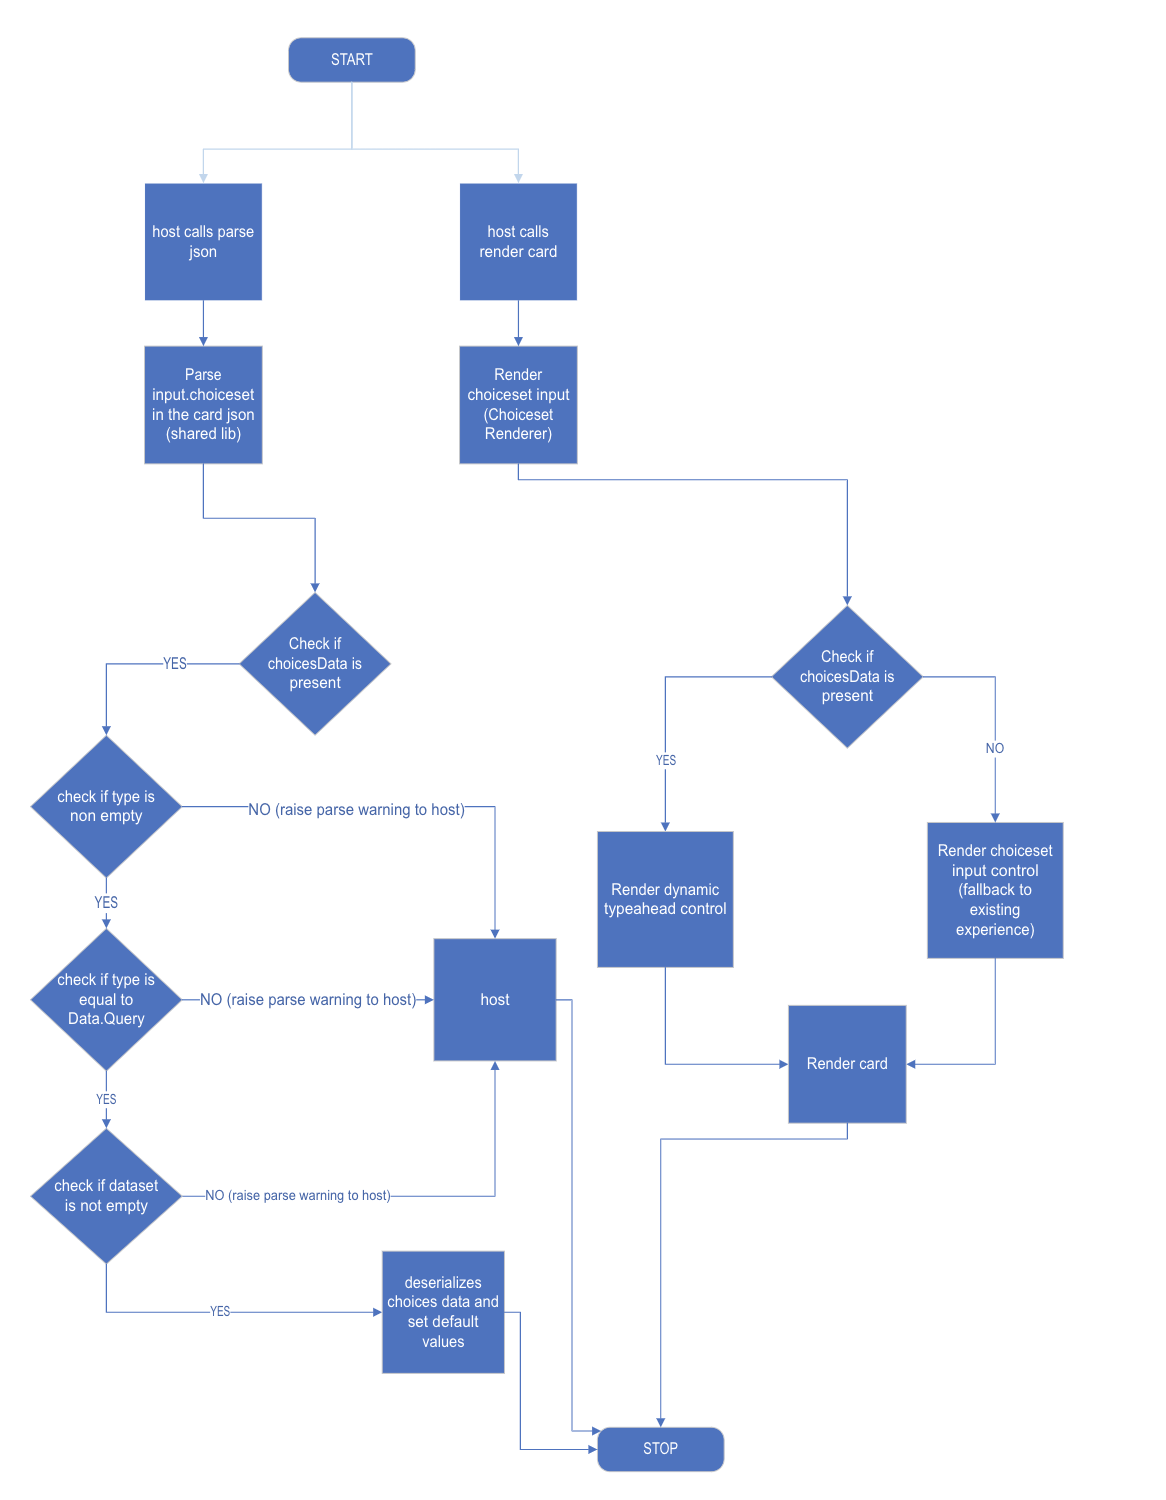 START
host calls parse
json
host calls
render card
Parse
input.choiceset
in the card json
(shared lib)
Render
choiceset input
(Choiceset
Renderer)
Check if
choicesData is
present
YES
Check if
choicesData is
present
YES
NO
check if type is
non empty
NO (raise parse warning to host)
YES
Render dynamic
typeahead control
Render choiceset
input control
(fallback to
existing
experience)
check if type is
equal to
Data.Query
NO (raise parse warning to host)
host
Render card
YES
check if dataset
is not empty
NO (raise parse warning to host)
YES
deserializes
choices data and
set default
values
STOP